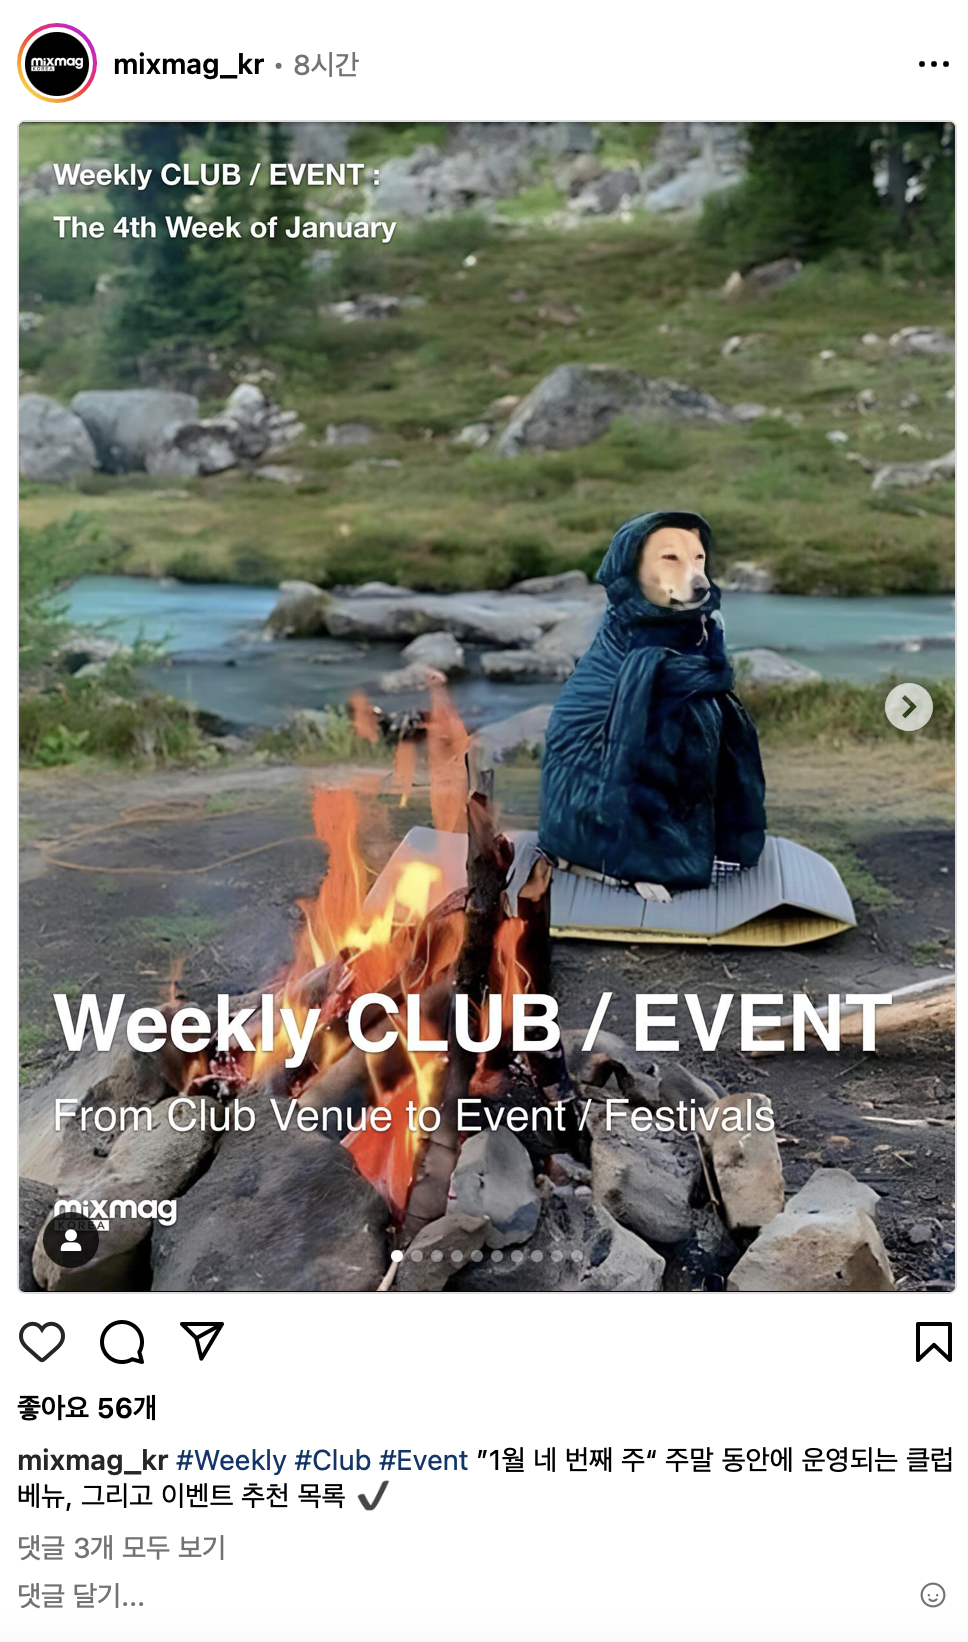 mixmag
KOREA
mixmag_kr • 8시간
Weekly CLUB / EVENT :
The 4th Week of January
Weekly CLUB / EVENT
From Club Venue to Event / Festivals
mixmag
KOREA
좋아요 56개
mixmag_kr #Weekly #Club #Event ”1월 네 번째 주“ 주말 동안에 운영되는 클럽
베뉴, 그리고 이벤트 추천 목록 ✔️
댓글 3개 모두 보기
댓글 달기...